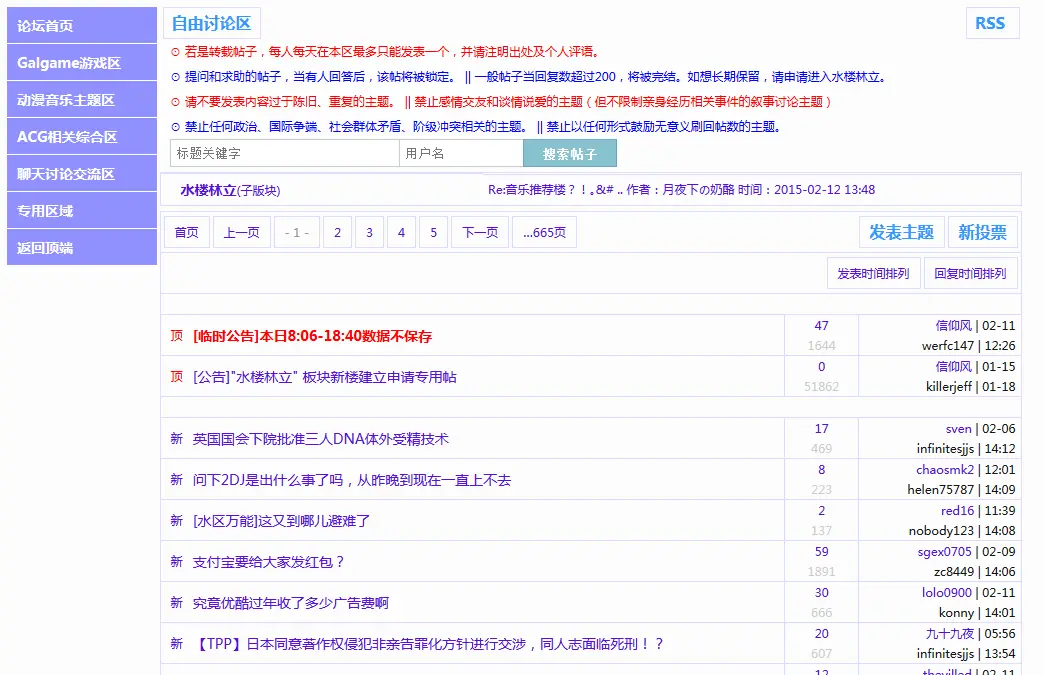 论坛首页
Galgame游戏区
动漫音乐主题区
ACG相关综合区
聊天讨论交流区
专用区域
返回顶端
自由讨论区
RSS
⊙ 若是转载帖子，每人每天在本区最多只能发表一个，并请注明出处及个人评语。
⊙ 提问和求助的帖子，当有人回答后，该帖将被锁定。 || 一般帖子当回复数超过200，将被完结。如想长期保留，请申请进入水楼林立。
⊙ 请不要发表内容过于陈旧、重复的主题。 || 禁止感情交友和谈情说爱的主题（但不限制亲身经历相关事件的叙事讨论主题）
⊙ 禁止任何政治、国际争端、社会群体矛盾、阶级冲突相关的主题。 || 禁止以任何形式鼓励无意义刷回帖数的主题。
标题关键字 用户名 搜索帖子
水楼林立(子版块) Re:音乐推荐楼？！｡&# .. 作者：月夜下の奶酪 时间：2015-02-12 13:48
首页 上一页 - 1 - 2 3 4 5 下一页 ...665页 发表主题 新投票
发表时间排列 回复时间排列
顶 [临时公告]本日8:06-18:40数据不保存 47 信仰风 | 02-11
1644 werfc147 | 12:26
顶 [公告]"水楼林立" 板块新楼建立申请专用帖 0 信仰风 | 01-15
51862 killerjeff | 01-18
新 英国国会下院批准三人DNA体外受精技术 17 sven | 02-06
469 infinitesjjs | 14:12
新 问下2DJ是出什么事了吗，从昨晚到现在一直上不去 8 chaosmk2 | 12:01
223 helen75787 | 14:09
新 [水区万能]这又到哪儿避难了 2 red16 | 11:39
137 nobody123 | 14:08
新 支付宝要给大家发红包？ 59 sgex0705 | 02-09
1891 zc8449 | 14:06
新 究竟优酷过年收了多少广告费啊 30 lolo0900 | 02-11
666 konny | 14:01
新 【TPP】日本同意著作权侵犯非亲告罪化方针进行交涉，同人志面临死刑！？ 20 九十九夜 | 05:56
607 infinitesjjs | 13:54
12 | 02-11